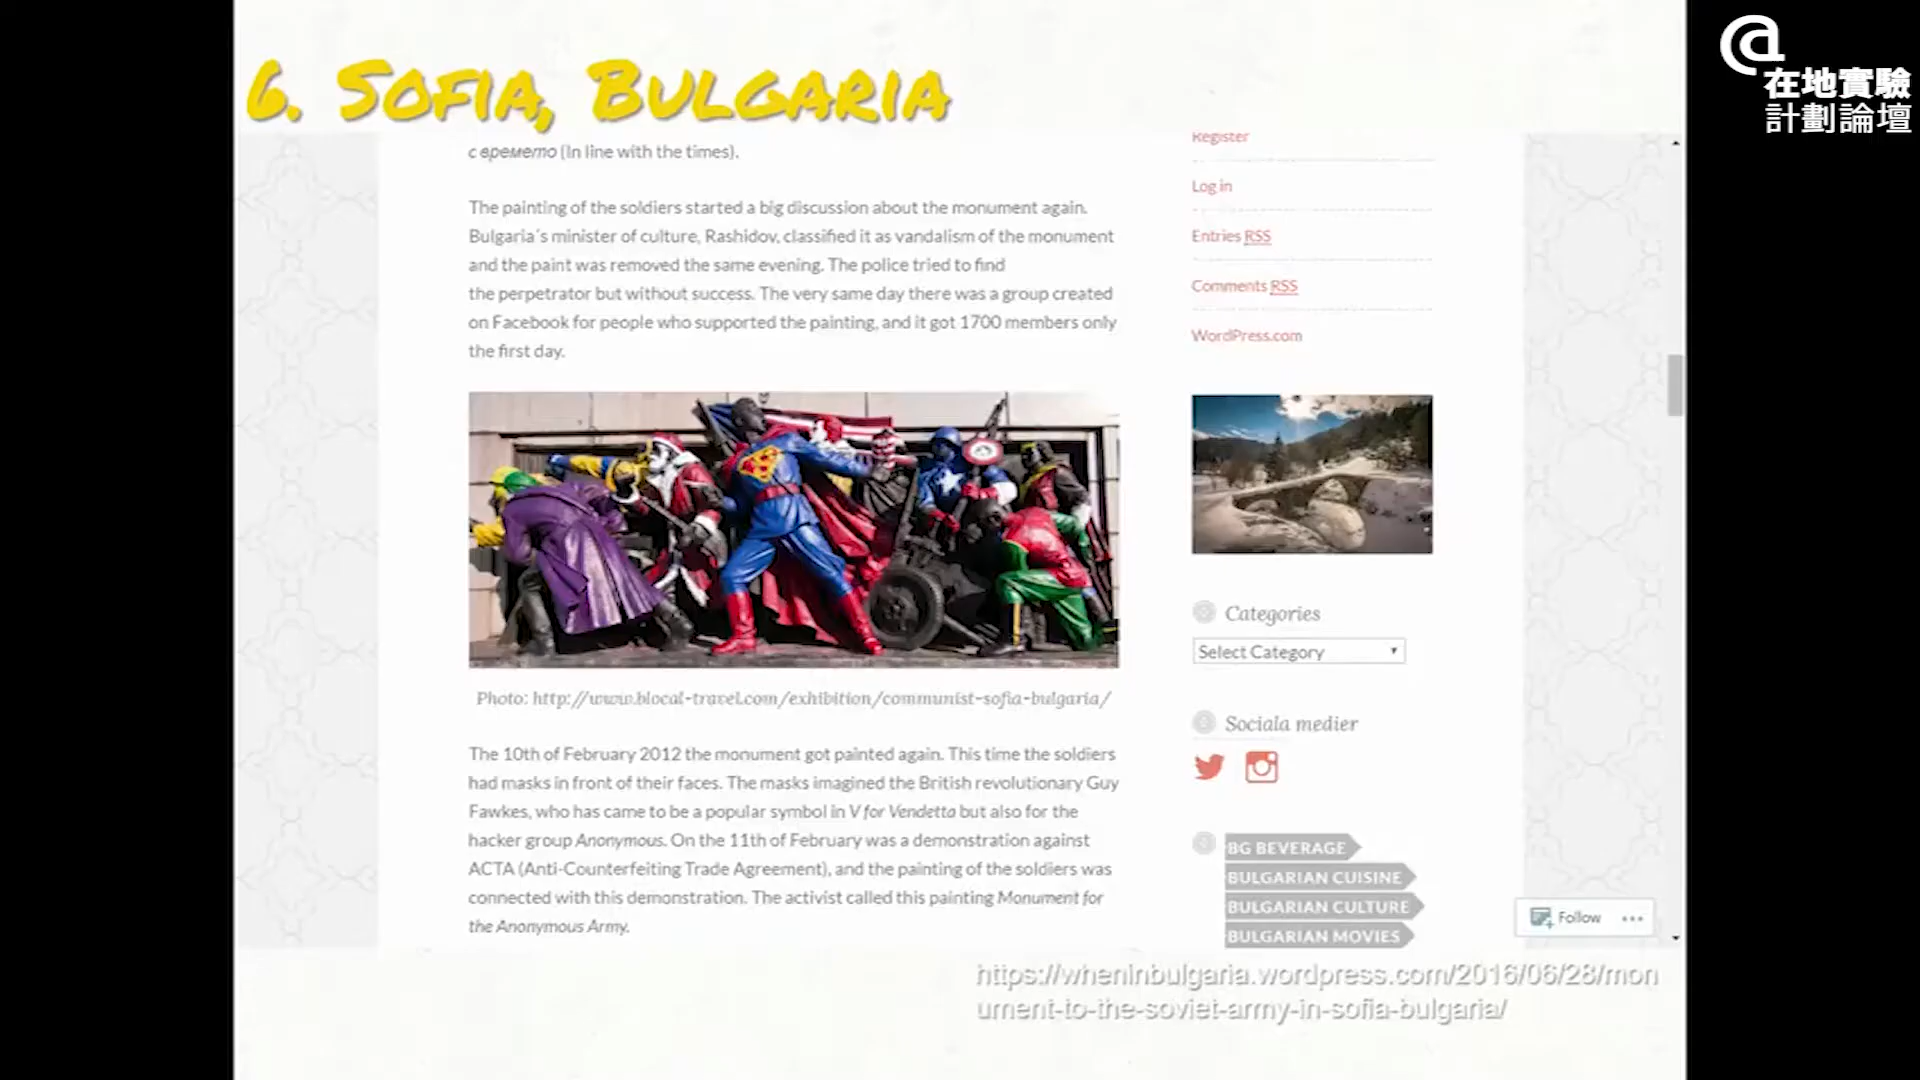 6. SOFIA, BULGARIA
с времето (In line with the times).
The painting of the soldiers started a big discussion about the monument again.
Bulgaria´s minister of culture, Rashidov, classified it as vandalism of the monument
and the paint was removed the same evening. The police tried to find
the perpetrator but without success. The very same day there was a group created
on Facebook for people who supported the painting, and it got 1700 members only
the first day.
Photo: http://www.blocal-travel.com/exhibition/communist-sofia-bulgaria/
The 10th of February 2012 the monument got painted again. This time the soldiers
had masks in front of their faces. The masks imagined the British revolutionary Guy
Fawkes, who has came to be a popular symbol in V for Vendetta but also for the
hacker group Anonymous. On the 11th of February was a demonstration against
ACTA (Anti-Counterfeiting Trade Agreement), and the painting of the soldiers was
connected with this demonstration. The activist called this painting Monument for
the Anonymous Army.
Register
Log in
Entries RSS
Comments RSS
WordPress.com
Categories
Select Category
Sociala medier
BG BEVERAGE
BULGARIAN CUISINE
BULGARIAN CULTURE
BULGARIAN MOVIES
Follow
https://wheninbulgaria.wordpress.com/2016/06/28/mon
ument-to-the-soviet-army-in-sofia-bulgaria/
@
在地實驗
計劃論壇